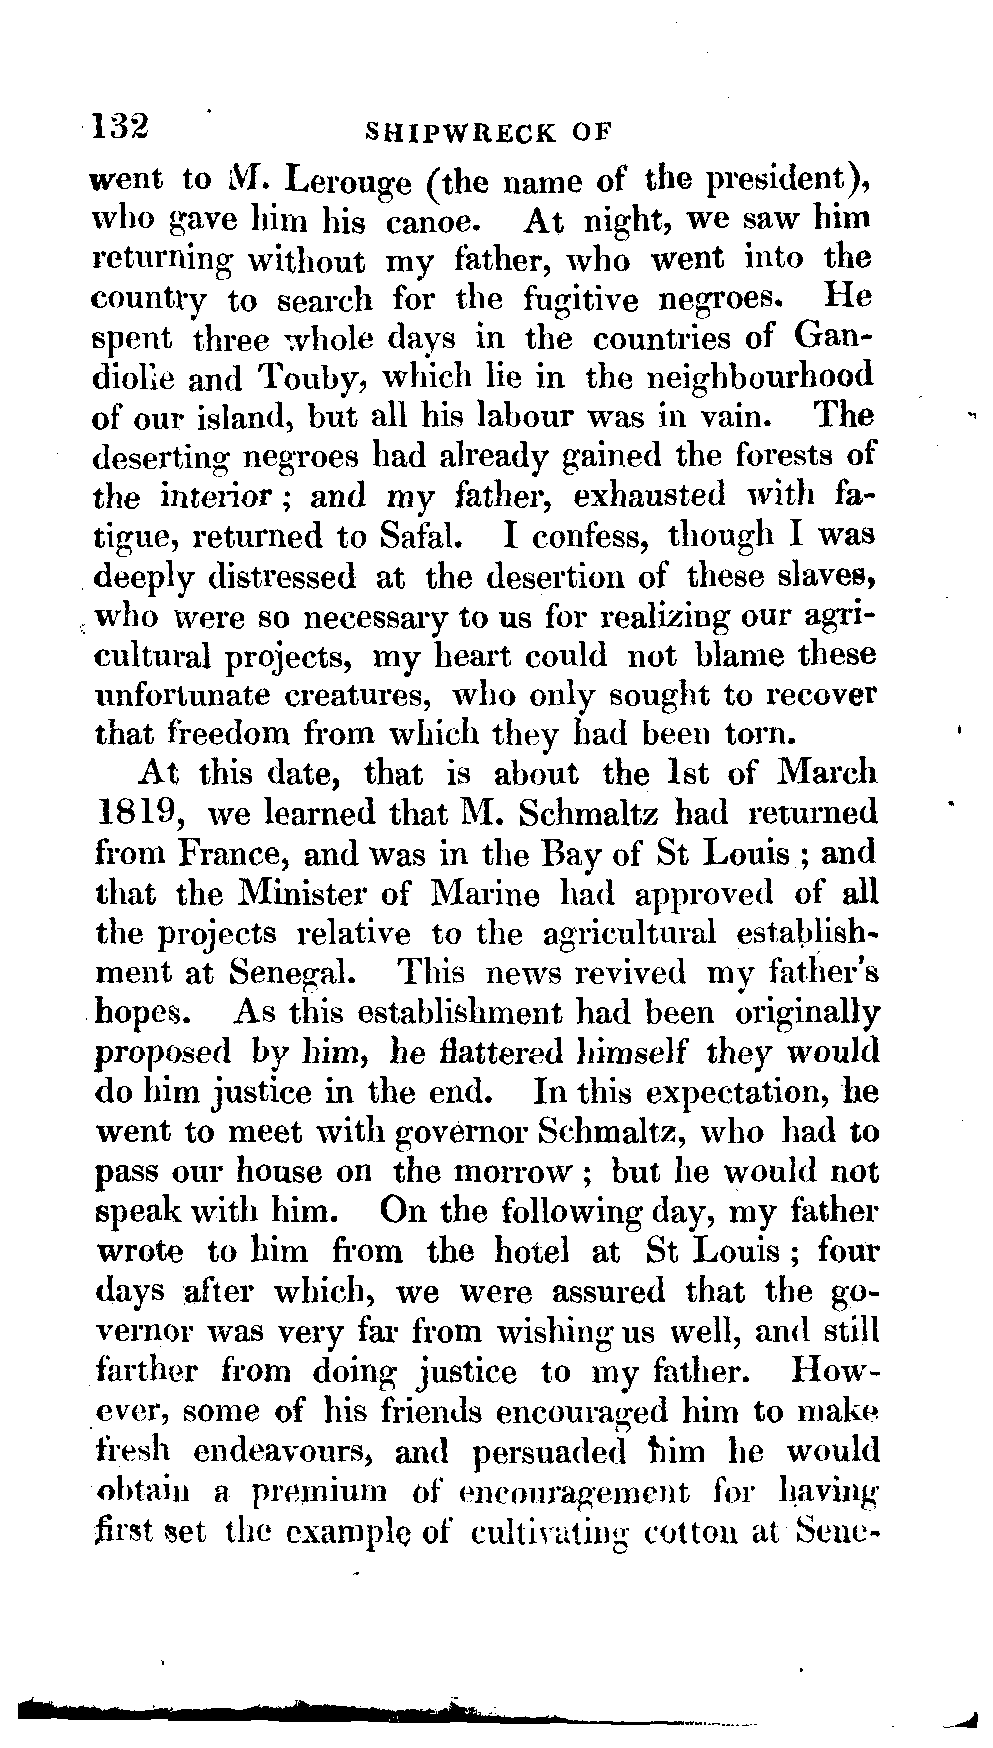 132 SHIPWRECK OF
went to M. Lerouge (the name of the president),
who gave him his canoe. At night, we saw him
returning without my father, who went into the
country to search for the fugitive negroes. He
spent three whole days in the countries of Gan-
diolle and Touby, which lie in the neighbourhood
of our island, but all his labour was in vain. The
deserting negroes had already gained the forests of
the interior ; and my father, exhausted with fa-
tigue, returned to Safal. I confess, though I was
deeply distressed at the desertion of these slaves,
who were so necessary to us for realizing our agri-
cultural projects, my heart could not blame these
unfortunate creatures, who only sought to recover
that freedom from which they had been torn.
At this date, that is about the 1st of March
1819, we learned that M. Schmaltz had returned
from France, and was in the Bay of St Louis ; and
that the Minister of Marine had approved of all
the projects relative to the agricultural establish-
ment at Senegal. This news revived my father's
hopes. As this establishment had been originally
proposed by him, he flattered himself they would
do him justice in the end. In this expectation, he
went to meet with governor Schmaltz, who had to
pass our house on the morrow ; but he would not
speak with him. On the following day, my father
wrote to him from the hotel at St Louis ; four
days after which, we were assured that the go-
vernor was very far from wishing us well, and still
farther from doing justice to my father. How-
ever, some of his friends encouraged him to make
fresh endeavours, and persuaded him he would
obtain a premium of encouragement for having
first set the example of cultivating cotton at Sene-